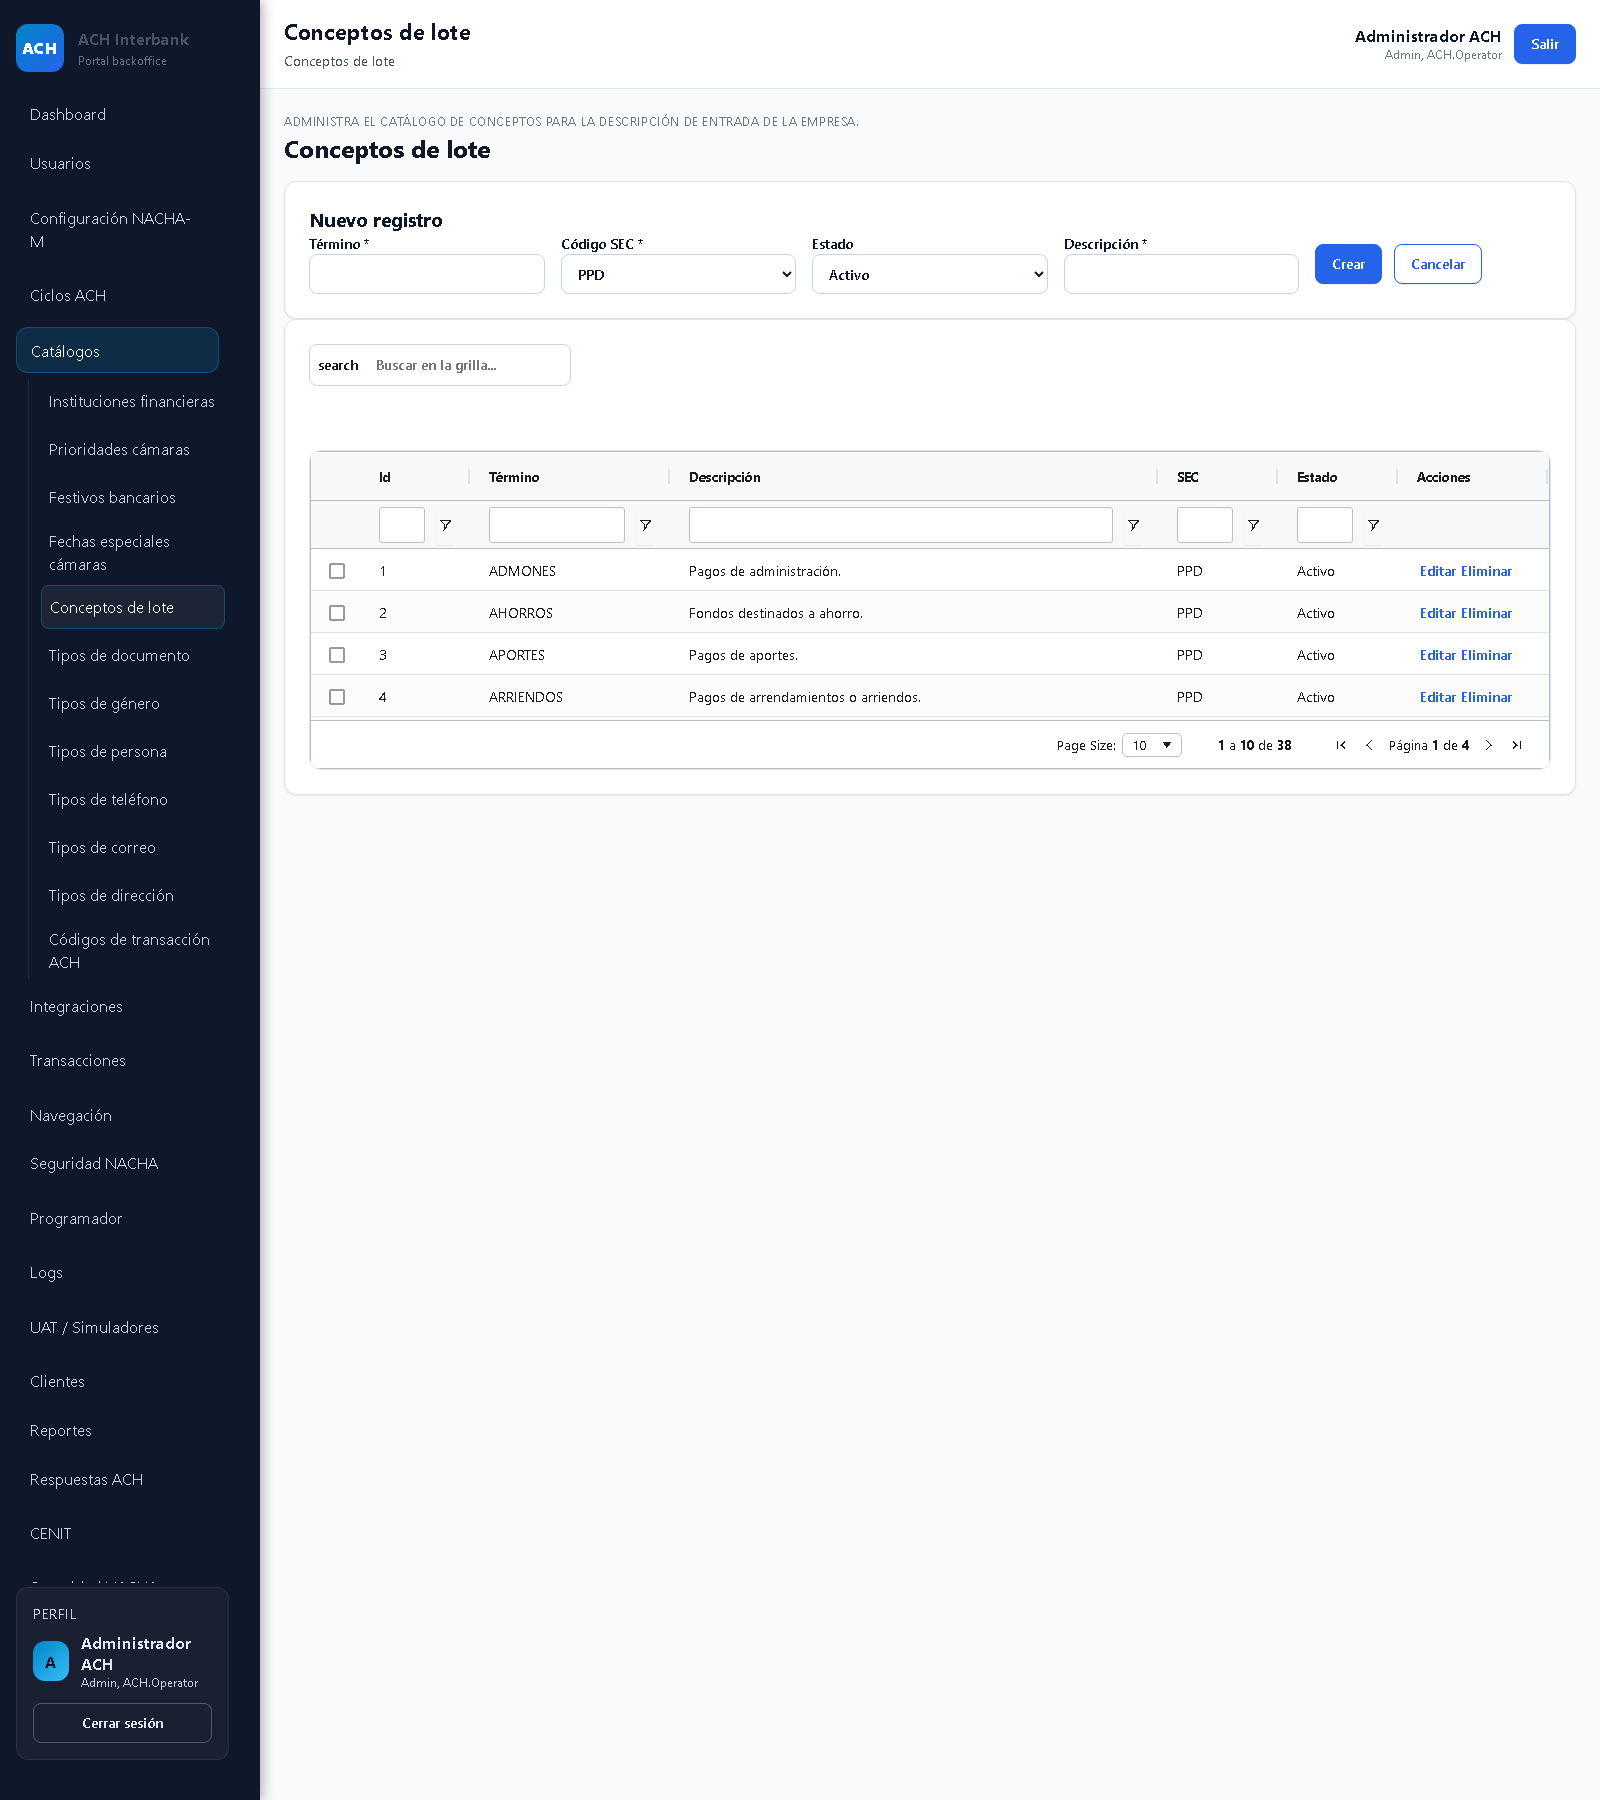 ACH
ACH Interbank
Portal backoffice
Dashboard
Usuarios
Configuración NACHA-
M
Ciclos ACH
Catálogos
Instituciones financieras
Prioridades cámaras
Festivos bancarios
Fechas especiales
cámaras
Conceptos de lote
Tipos de documento
Tipos de género
Tipos de persona
Tipos de teléfono
Tipos de correo
Tipos de dirección
Códigos de transacción
ACH
Integraciones
Transacciones
Navegación
Seguridad NACHA
Programador
Logs
UAT / Simuladores
Clientes
Reportes
Respuestas ACH
CENIT
PERFIL
A
Administrador
ACH
Admin, ACH.Operator
Cerrar sesión
Conceptos de lote
Conceptos de lote
Administrador ACH
Admin, ACH.Operator
Salir
ADMINISTRA EL CATÁLOGO DE CONCEPTOS PARA LA DESCRIPCIÓN DE ENTRADA DE LA EMPRESA.
Conceptos de lote
Nuevo registro
Término * Código SEC * Estado Descripción *
PPD Activo Crear Cancelar
search Buscar en la grilla...
Id Término Descripción SEC Estado Acciones
1 ADMONES Pagos de administración. PPD Activo Editar Eliminar
2 AHORROS Fondos destinados a ahorro. PPD Activo Editar Eliminar
3 APORTES Pagos de aportes. PPD Activo Editar Eliminar
4 ARRIENDOS Pagos de arrendamientos o arriendos. PPD Activo Editar Eliminar
Page Size: 10 1 a 10 de 38 Página 1 de 4